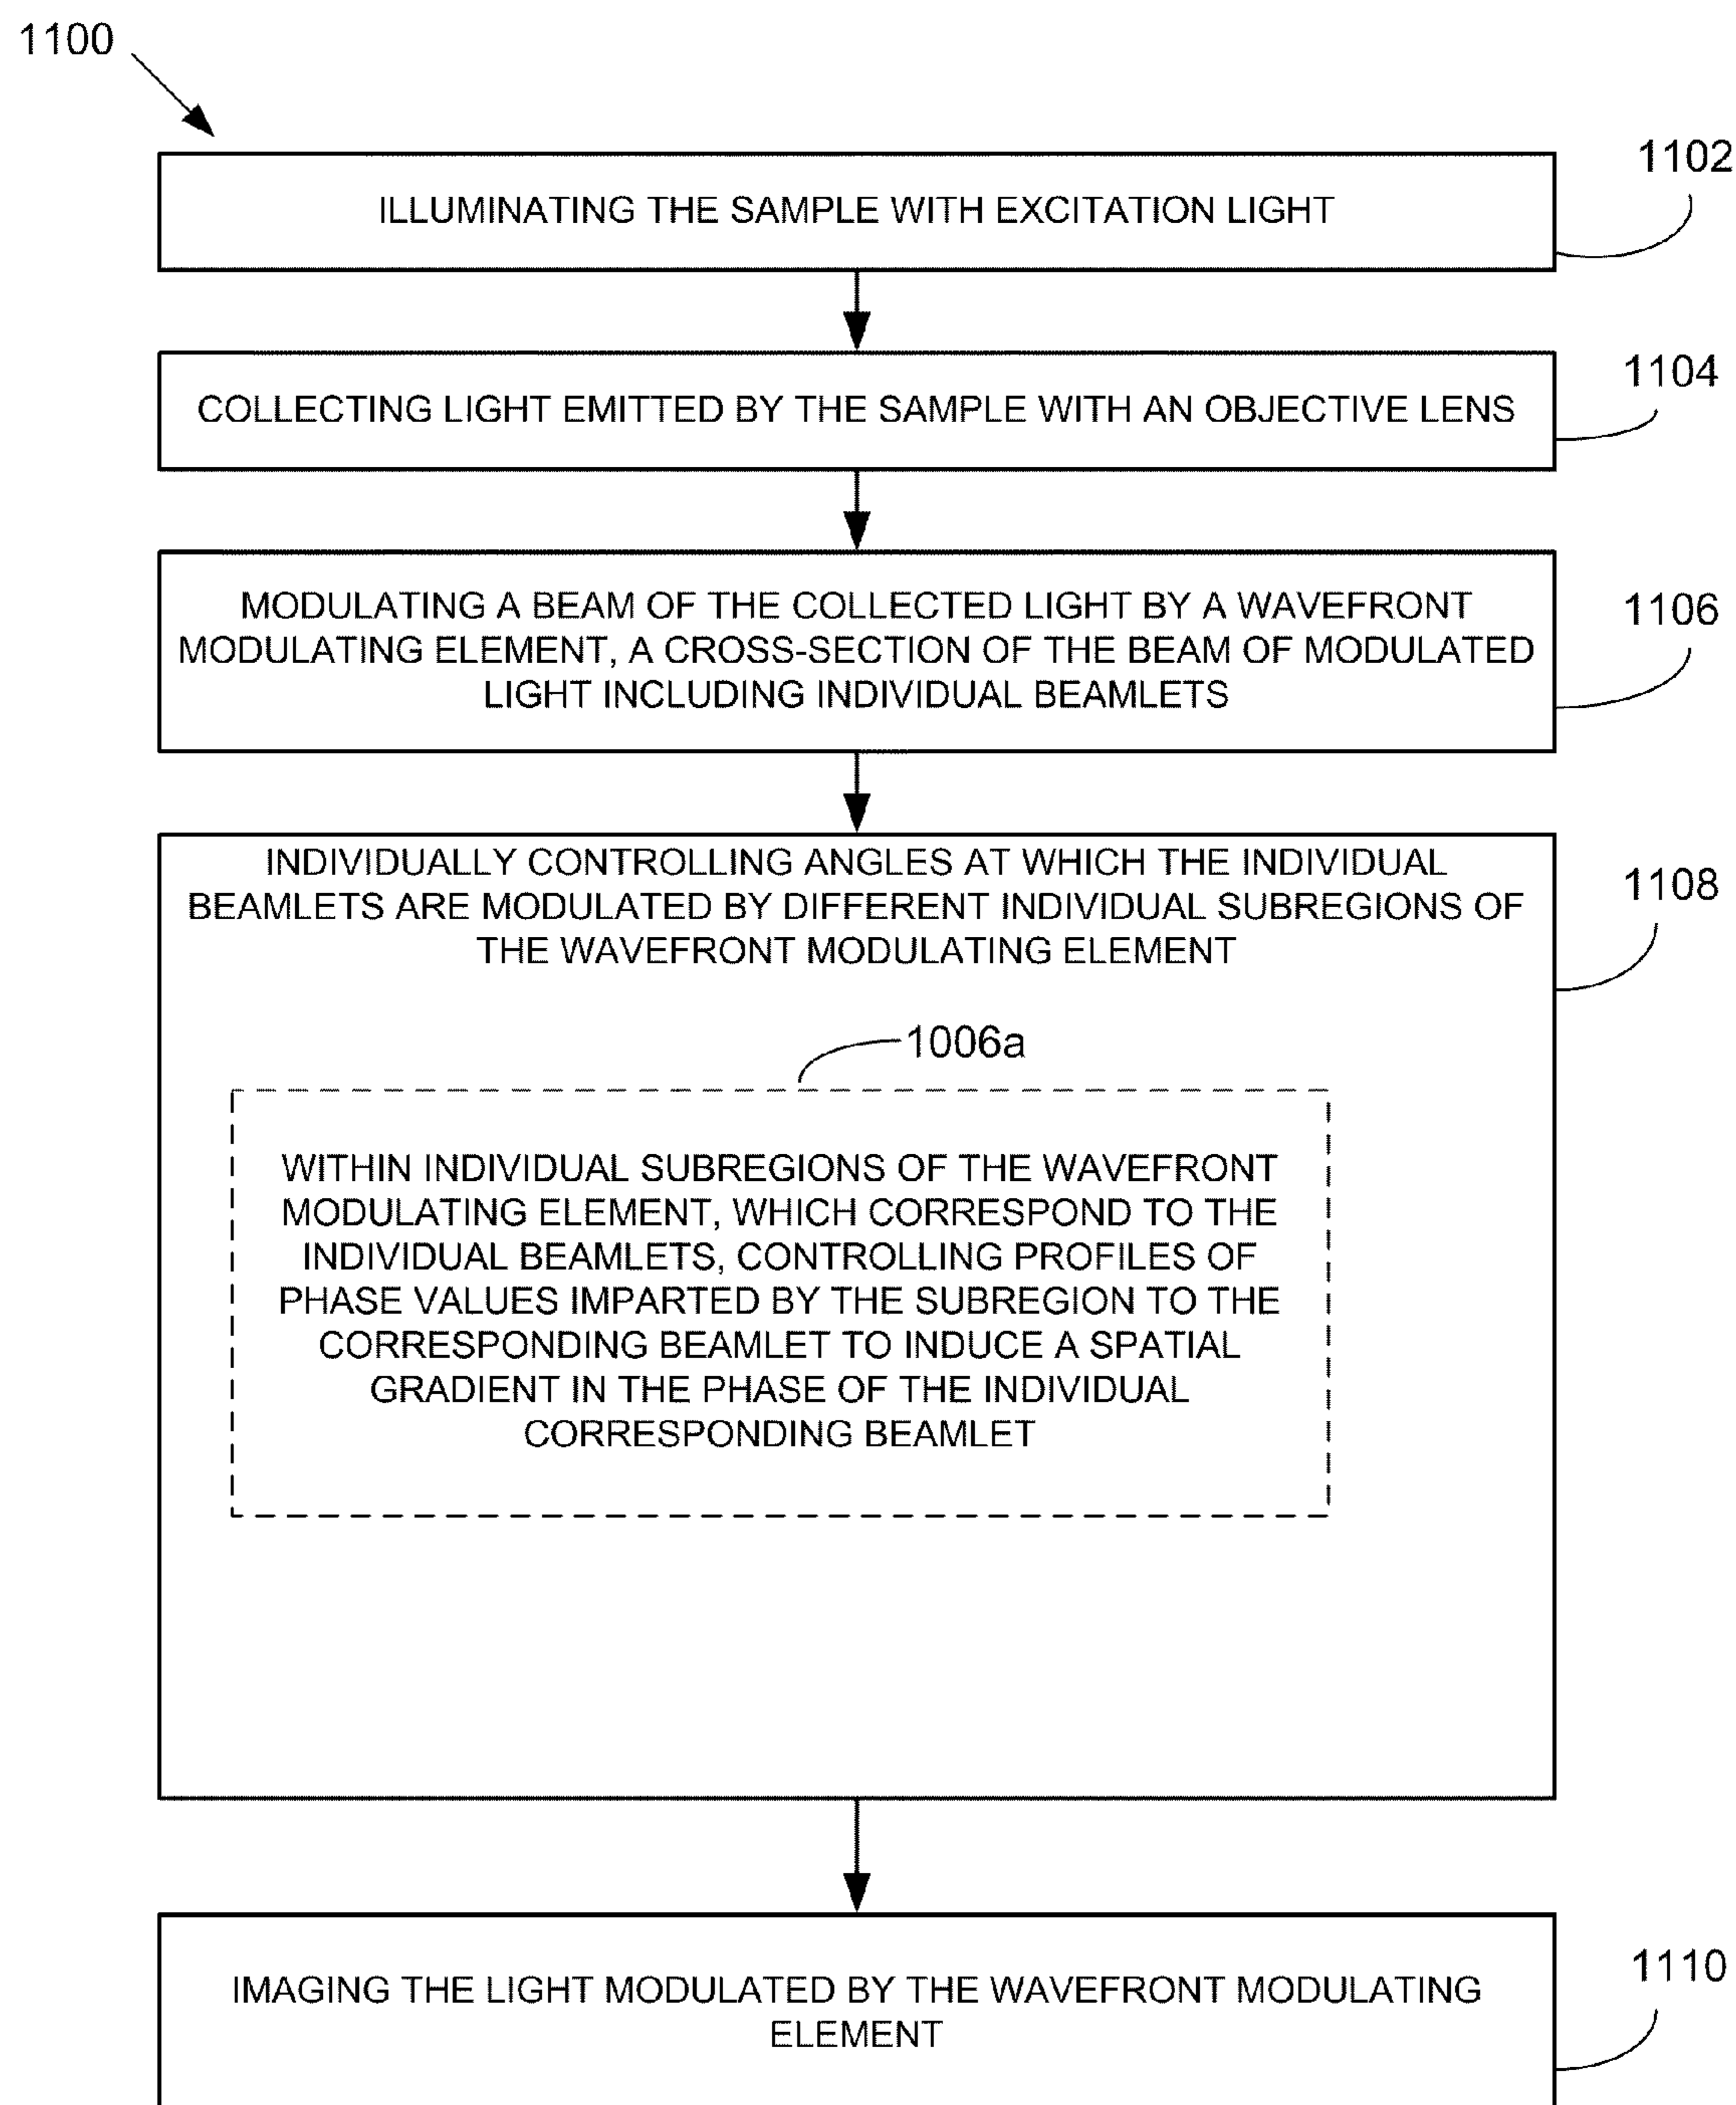 1100
1102
ILLUMINATING THE SAMPLE WITH EXCITATION LIGHT
1104
COLLECTING LIGHT EMITTED BY THE SAMPLE WITH AN OBJECTIVE LENS
1106
MODULATING A BEAM OF THE COLLECTED LIGHT BY A WAVEFRONT
MODULATING ELEMENT, A CROSS-SECTION OF THE BEAM OF MODULATED
LIGHT INCLUDING INDIVIDUAL BEAMLETS
1108
INDIVIDUALLY CONTROLLING ANGLES AT WHICH THE INDIVIDUAL
BEAMLETS ARE MODULATED BY DIFFERENT INDIVIDUAL SUBREGIONS OF
THE WAVEFRONT MODULATING ELEMENT
1006a
WITHIN INDIVIDUAL SUBREGIONS OF THE WAVEFRONT
MODULATING ELEMENT, WHICH CORRESPOND TO THE
INDIVIDUAL BEAMLETS, CONTROLLING PROFILES OF
PHASE VALUES IMPARTED BY THE SUBREGION TO THE
CORRESPONDING BEAMLET TO INDUCE A SPATIAL
GRADIENT IN THE PHASE OF THE INDIVIDUAL
CORRESPONDING BEAMLET
1110
IMAGING THE LIGHT MODULATED BY THE WAVEFRONT MODULATING
ELEMENT